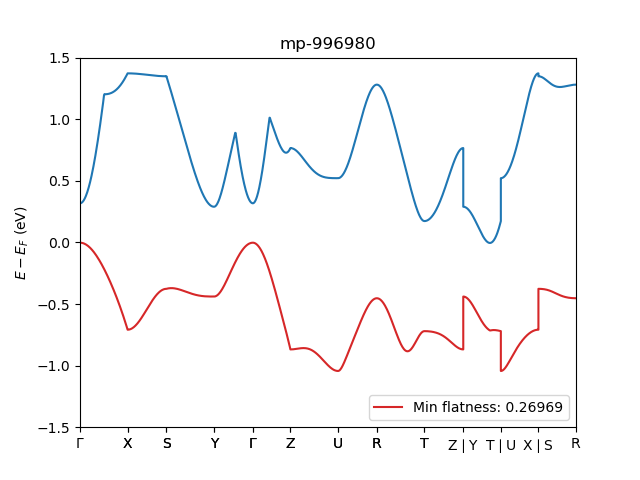 mp-996980
1.5
1.0
0.5
0.0
−0.5
−1.0
−1.5
E − E_F (eV)
Min flatness: 0.26969
Γ X S Y Γ Z U R T Z | Y T | U X | S R